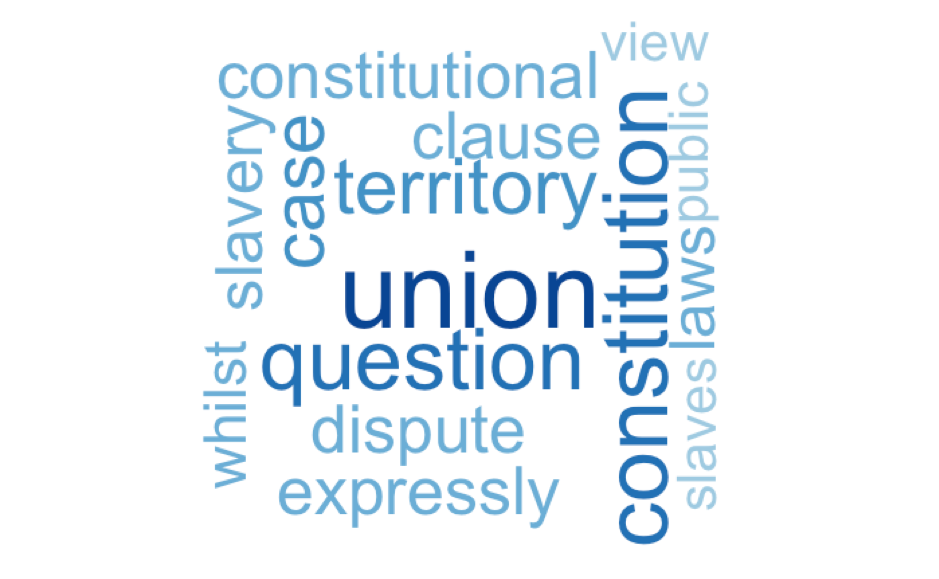 view
constitutional
clause
case
territory
slavery
constitution
public
union
laws
question
whilst
slaves
dispute
expressly